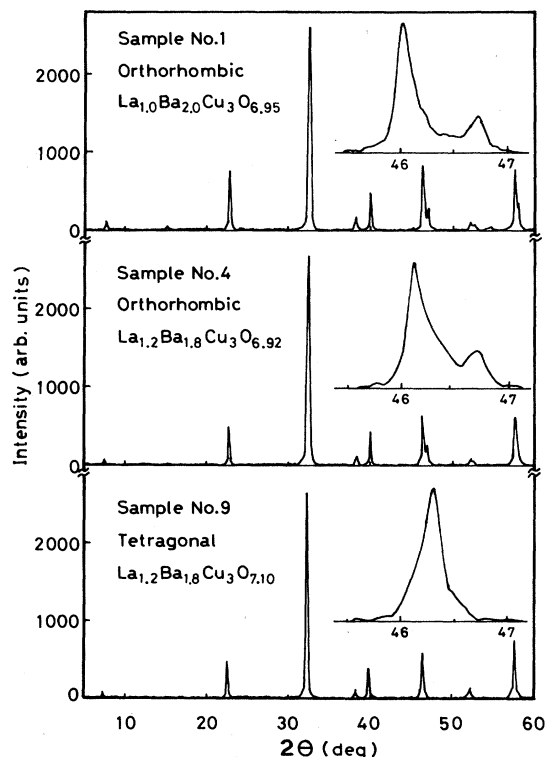 Sample No.1
Orthorhombic
La1.0Ba2.0Cu3O6.95
2000
1000
0
46 47
Sample No.4
Orthorhombic
La1.2Ba1.8Cu3O6.92
2000
1000
0
46 47
Sample No.9
Tetragonal
La1.2Ba1.8Cu3O7.10
2000
1000
0
46 47
Intensity (arb. units)
10 20 30 40 50 60
2Θ (deg)